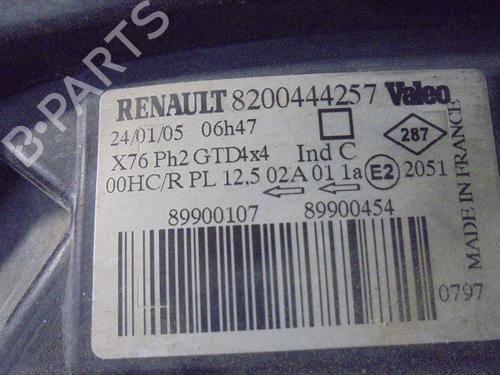 B-PARTS
RENAULT 8200444257 Valeo
24/01/05 06h47
287
X76 Ph2 GTD4x4 Ind C
00HC/R PL 12,5 02A 01 1a E2 2051
89900107 89900454
MADE IN FRANCE
0797